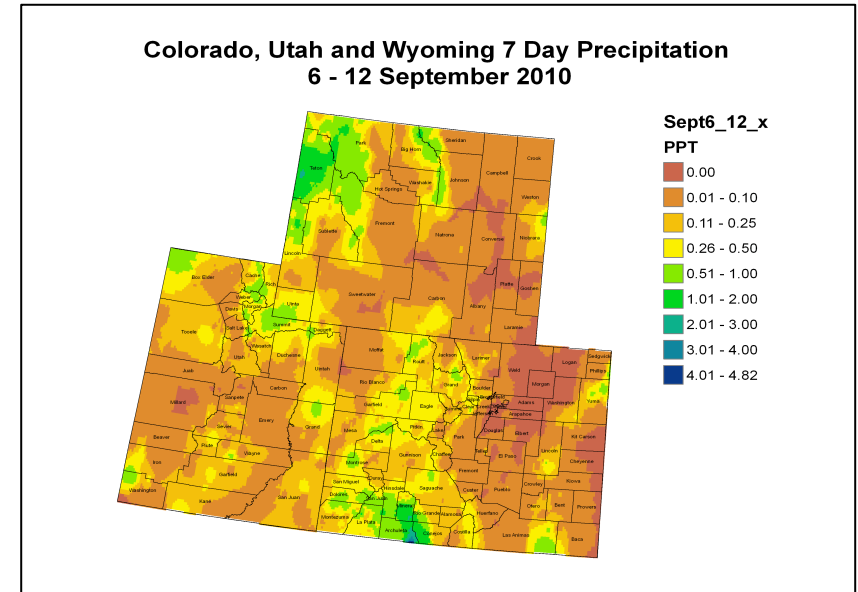 Colorado, Utah and Wyoming 7 Day Precipitation
6 - 12 September 2010
Sept6_12_x
PPT
0.00
0.01 - 0.10
0.11 - 0.25
0.26 - 0.50
0.51 - 1.00
1.01 - 2.00
2.01 - 3.00
3.01 - 4.00
4.01 - 4.82
Park
Sheridan
Big Horn
Crook
Teton
Campbell
Johnson
Washakie
Hot Springs
Weston
Fremont
Sublette
Natrona
Converse
Niobrara
Lincoln
Platte
Goshen
Sweetwater
Carbon
Albany
Uinta
Laramie
Box Elder
Cache
Rich
Weber
Morgan
Davis
Salt Lake
Summit
Daggett
Tooele
Wasatch
Utah
Duchesne
Uintah
Juab
Carbon
Millard
Sanpete
Emery
Grand
Sevier
Beaver
Piute
Wayne
Iron
Garfield
Washington
Kane
San Juan
Moffat
Routt
Jackson
Larimer
Weld
Logan
Sedgwick
Phillips
Morgan
Grand
Boulder
Rio Blanco
Adams
Washington
Yuma
Garfield
Eagle
Arapahoe
Mesa
Pitkin
Lake
Park
Douglas
Elbert
Kit Carson
Delta
Gunnison
Chaffee
Teller
El Paso
Lincoln
Cheyenne
Montrose
Fremont
Kiowa
Ouray
San Miguel
Hinsdale
Saguache
Custer
Pueblo
Crowley
Dolores
San Juan
Mineral
Rio Grande
Alamosa
Huerfano
Otero
Bent
Prowers
Montezuma
La Plata
Archuleta
Conejos
Costilla
Las Animas
Baca